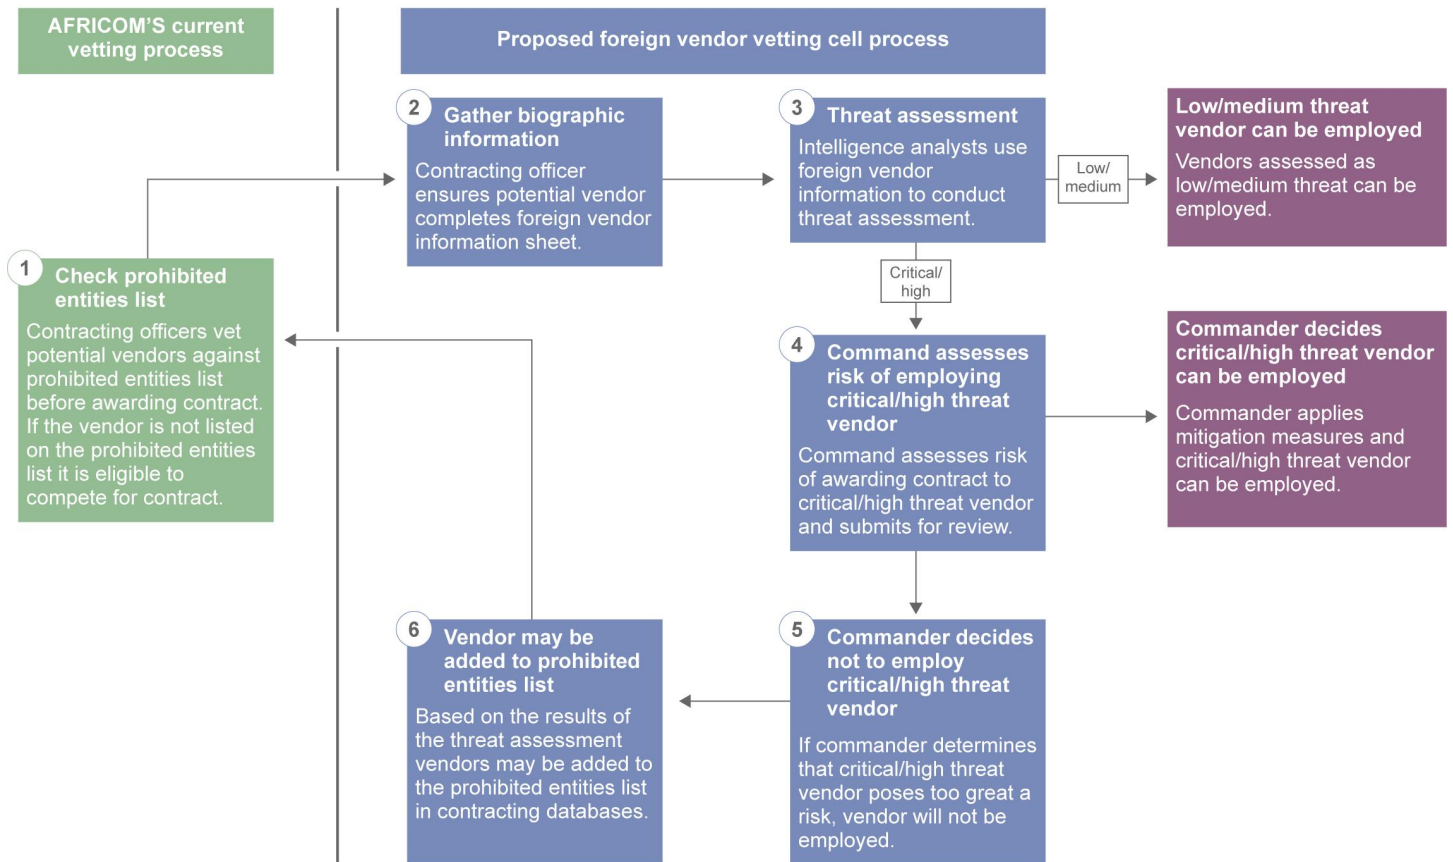 AFRICOM'S current
vetting process
Proposed foreign vendor vetting cell process
1
Check prohibited
entities list
Contracting officers vet
potential vendors against
prohibited entities list
before awarding contract.
If the vendor is not listed
on the prohibited entities
list it is eligible to
compete for contract.
2
Gather biographic
information
Contracting officer
ensures potential vendor
completes foreign vendor
information sheet.
3
Threat assessment
Intelligence analysts use
foreign vendor
information to conduct
threat assessment.
Low/
medium
Low/medium threat
vendor can be employed
Vendors assessed as
low/medium threat can be
employed.
Critical/
high
4
Command assesses
risk of employing
critical/high threat
vendor
Command assesses risk
of awarding contract to
critical/high threat vendor
and submits for review.
Commander decides
critical/high threat vendor
can be employed
Commander applies
mitigation measures and
critical/high threat vendor
can be employed.
5
Commander decides
not to employ
critical/high threat
vendor
If commander determines
that critical/high threat
vendor poses too great a
risk, vendor will not be
employed.
6
Vendor may be
added to prohibited
entities list
Based on the results of
the threat assessment
vendors may be added to
the prohibited entities list
in contracting databases.